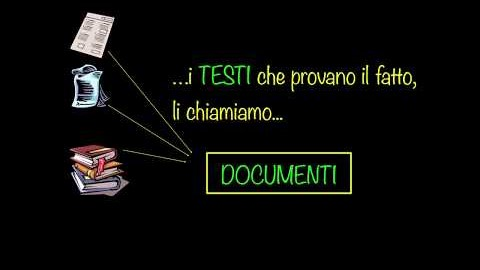 ...i TESTI che provano il fatto,
li chiamiamo...
DOCUMENTI